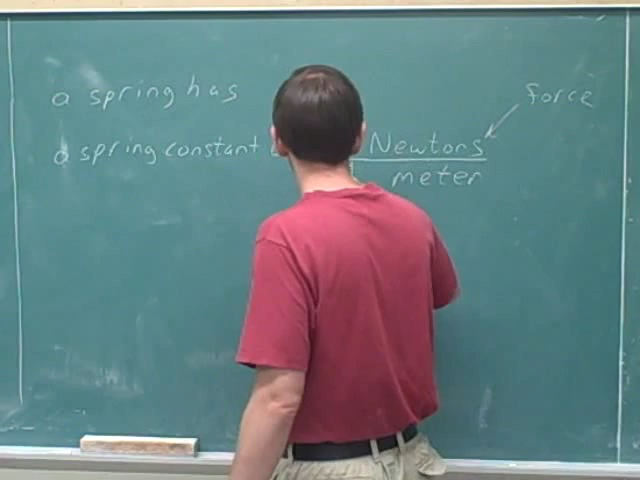 a spring has
force
a spring constant Newtons
meter